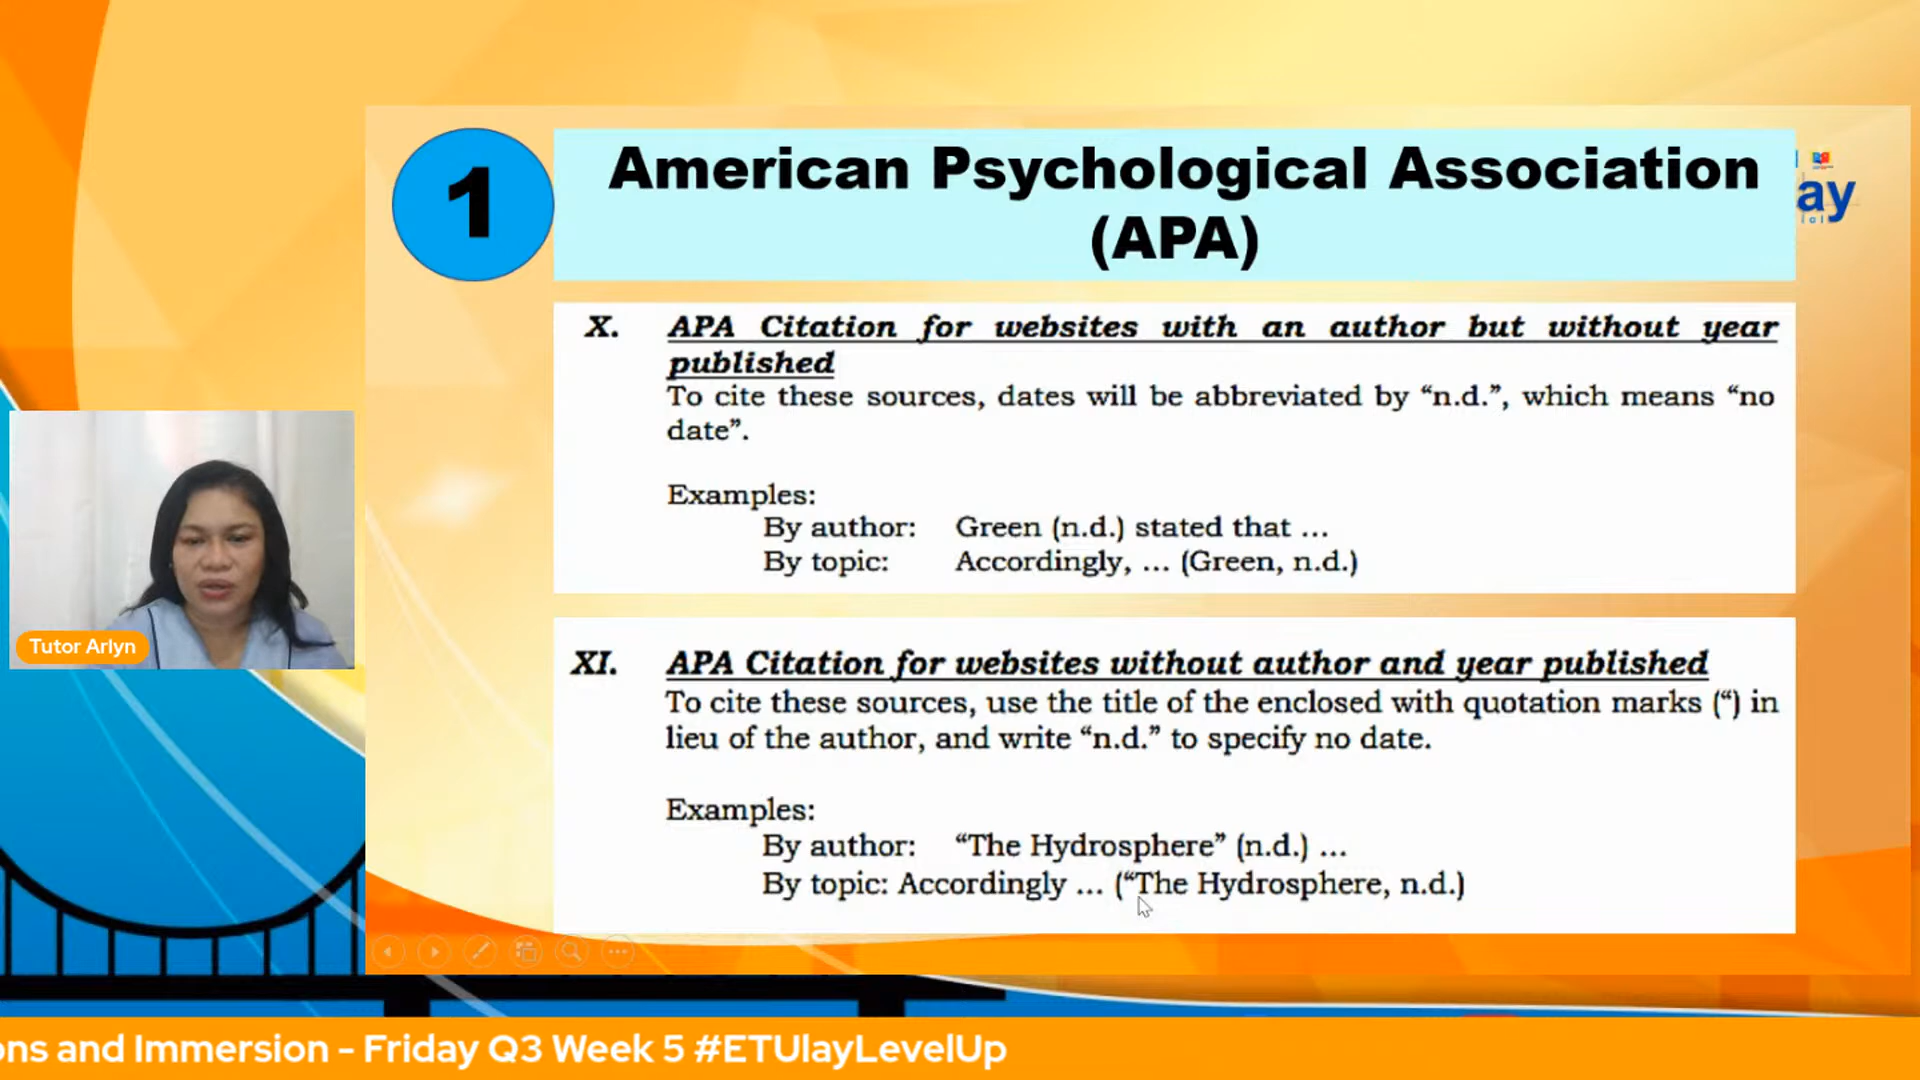 1
American Psychological Association
(APA)
ay
X. APA Citation for websites with an author but without year
published
To cite these sources, dates will be abbreviated by “n.d.”, which means “no
date”.
Examples:
By author: Green (n.d.) stated that ...
By topic: Accordingly, ... (Green, n.d.)
XI. APA Citation for websites without author and year published
To cite these sources, use the title of the enclosed with quotation marks (“) in
lieu of the author, and write “n.d.” to specify no date.
Examples:
By author: “The Hydrosphere” (n.d.) ...
By topic: Accordingly ... (“The Hydrosphere, n.d.)
Tutor Arlyn
ons and Immersion - Friday Q3 Week 5 #ETUlayLevelUp